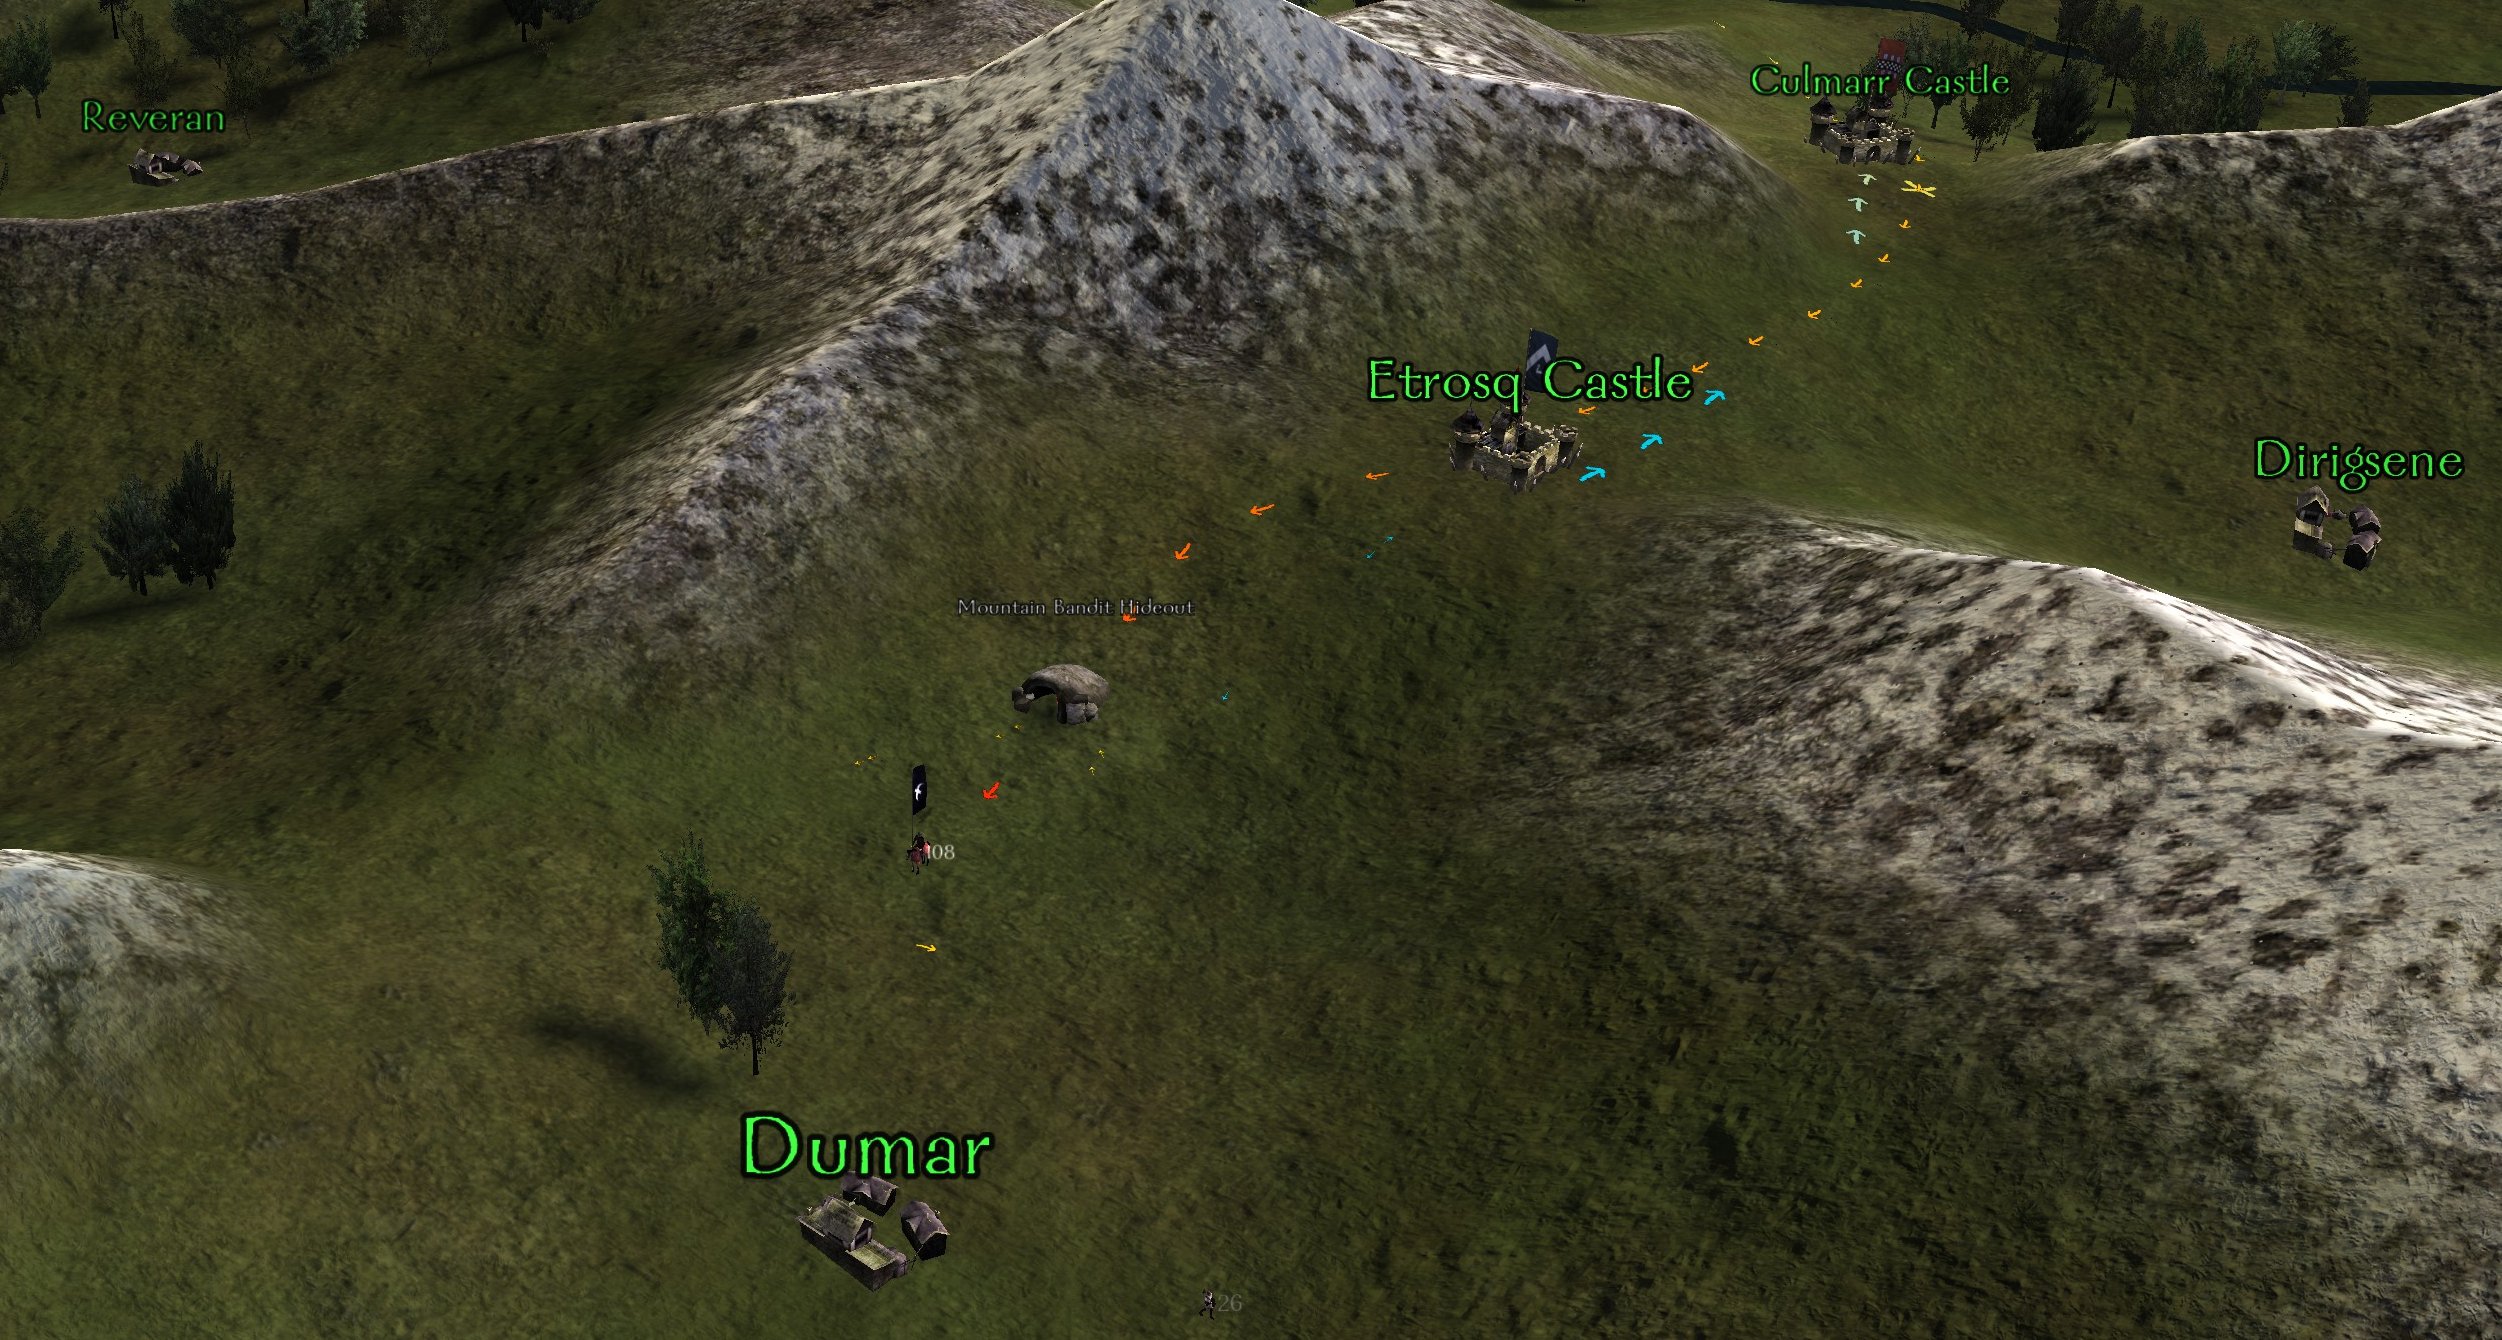 Culmarr Castle
Reveran
Etrosq Castle
Dirigsene
Mountain Bandit Hideout
108
Dumar
26